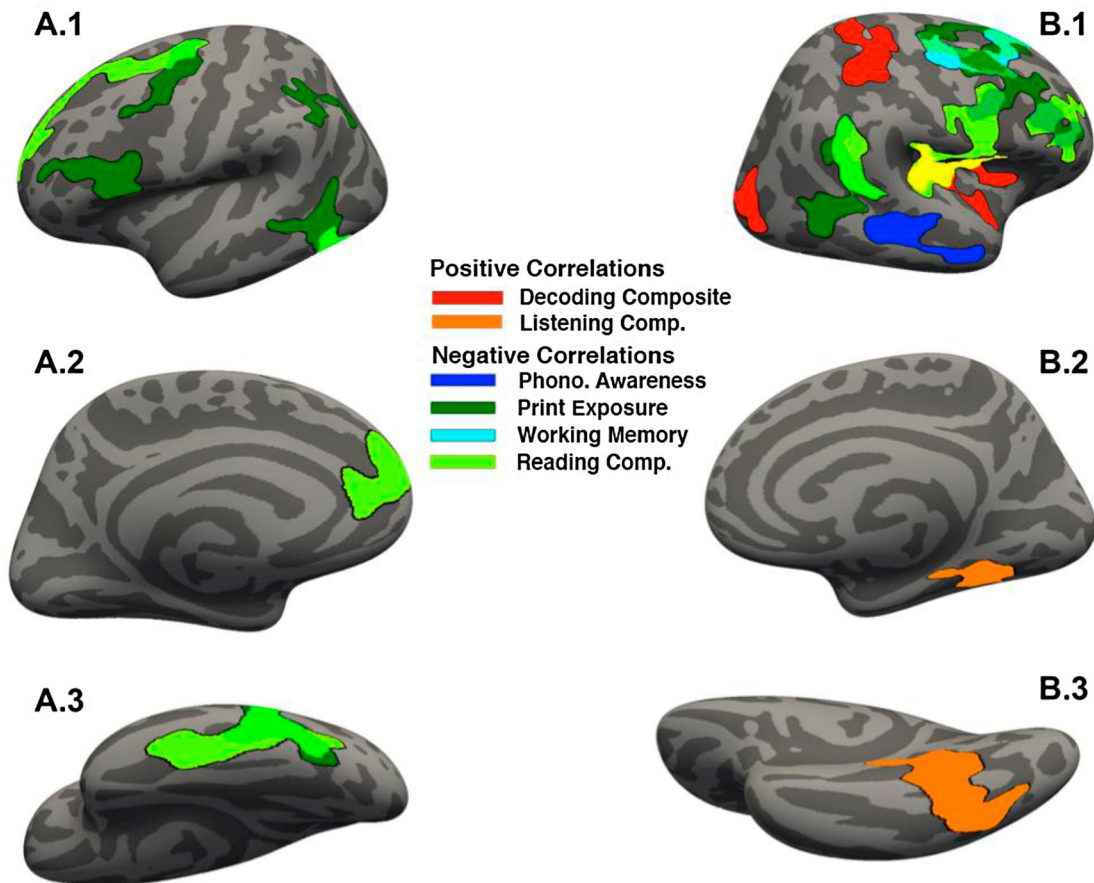 A.1
B.1
Positive Correlations
Decoding Composite
Listening Comp.
Negative Correlations
Phono. Awareness
Print Exposure
Working Memory
Reading Comp.
A.2
B.2
A.3
B.3